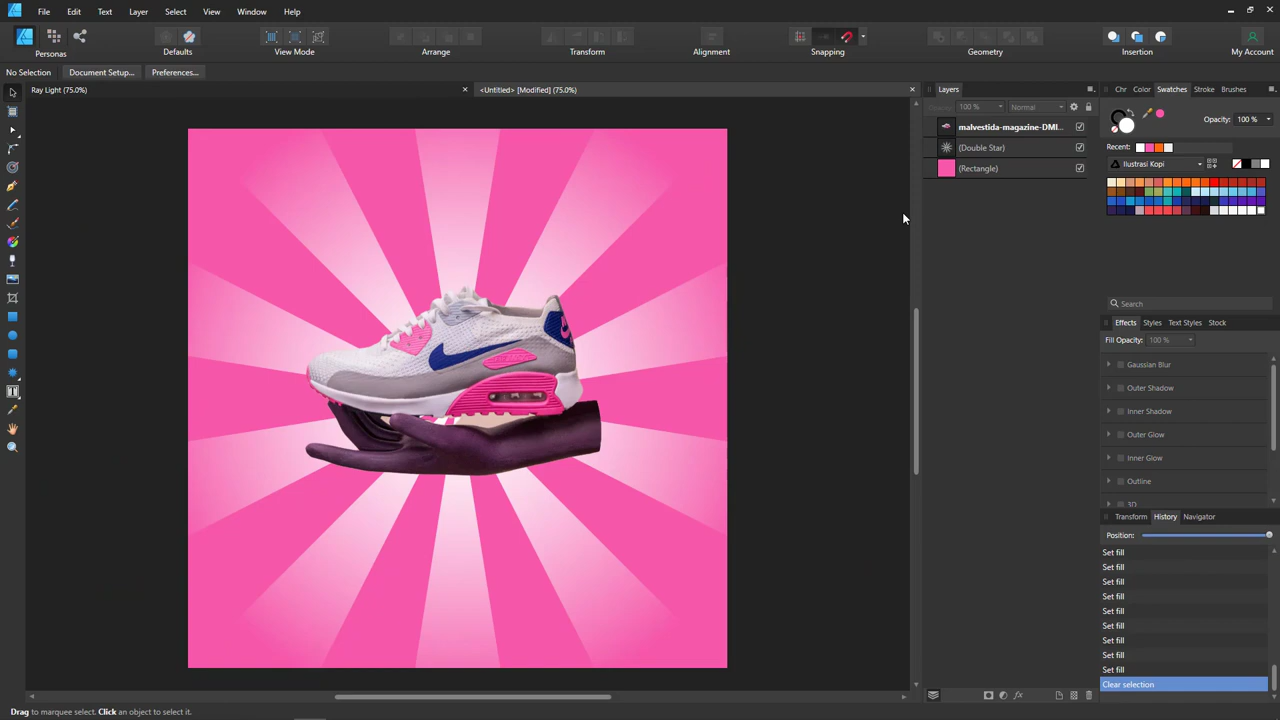 File Edit Text Layer Select View Window Help
Personas Defaults View Mode Arrange Transform Alignment Snapping Geometry Insertion My Account
No Selection Document Setup... Preferences...
Ray Light (75.0%) <Untitled> [Modified] (75.0%)
Layers
Opacity: 100 % Normal
malvestida-magazine-DMI...
(Double Star)
(Rectangle)
Chr Color Swatches Stroke Brushes
Opacity: 100 %
Recent:
Ilustrasi Kopi
Search
Effects Styles Text Styles Stock
Fill Opacity: 100 %
Gaussian Blur
Outer Shadow
Inner Shadow
Outer Glow
Inner Glow
Outline
3D
Transform History Navigator
Position:
Set fill
Set fill
Set fill
Set fill
Set fill
Set fill
Set fill
Set fill
Set fill
Clear selection
Drag to marquee select. Click an object to select it.